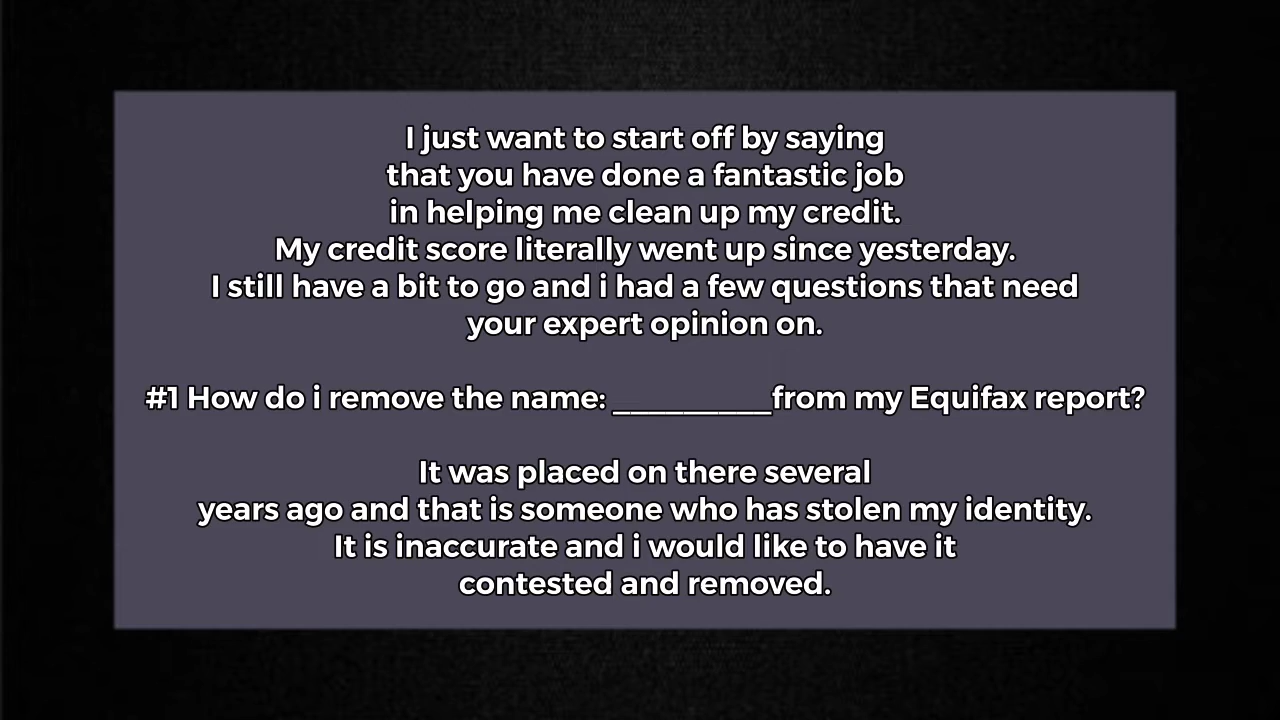 I just want to start off by saying
that you have done a fantastic job
in helping me clean up my credit.
My credit score literally went up since yesterday.
I still have a bit to go and i had a few questions that need
your expert opinion on.
#1 How do i remove the name: _________from my Equifax report?
It was placed on there several
years ago and that is someone who has stolen my identity.
It is inaccurate and i would like to have it
contested and removed.